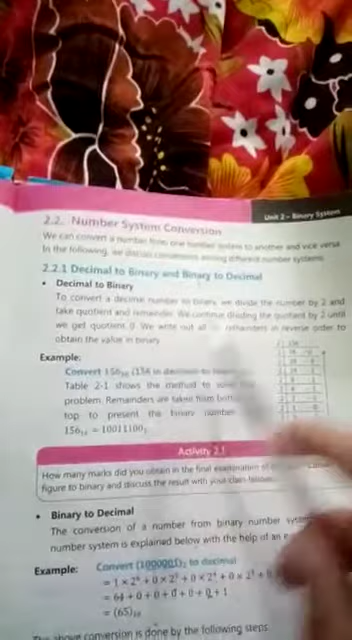 Unit 2 – Binary System
2.2. Number System Conversion
We can convert a number from one number system to another and vice versa.
In the following, we discuss conversions among different number systems.
2.2.1 Decimal to Binary and Binary to Decimal
• Decimal to Binary
To convert a decimal number to binary, we divide the number by 2 and
take quotient and remainder. We continue dividing the quotient by 2 until
we get quotient 0. We write out all remainders in reverse order to
obtain the value in binary.
Example:
Convert 156₁₀ (156 in decimal) to
Table 2-1 shows the method to solve
problem. Remainders are taken from
top to present the binary number
156₁₀ = 10011100₂
Activity 2.1
How many marks did you obtain in the final examination of
figure to binary and discuss the result with your class fellows.
• Binary to Decimal
The conversion of a number from binary number
number system is explained below with the help of an
Example: Convert (1000001)₂ to decimal
= 1 × 2⁶ + 0 × 2⁵ + 0 × 2⁴ + 0 × 2³ +
= 64 + 0 + 0 + 0 + 0 + 0 + 1
= (65)₁₀
The above conversion is done by the following steps.